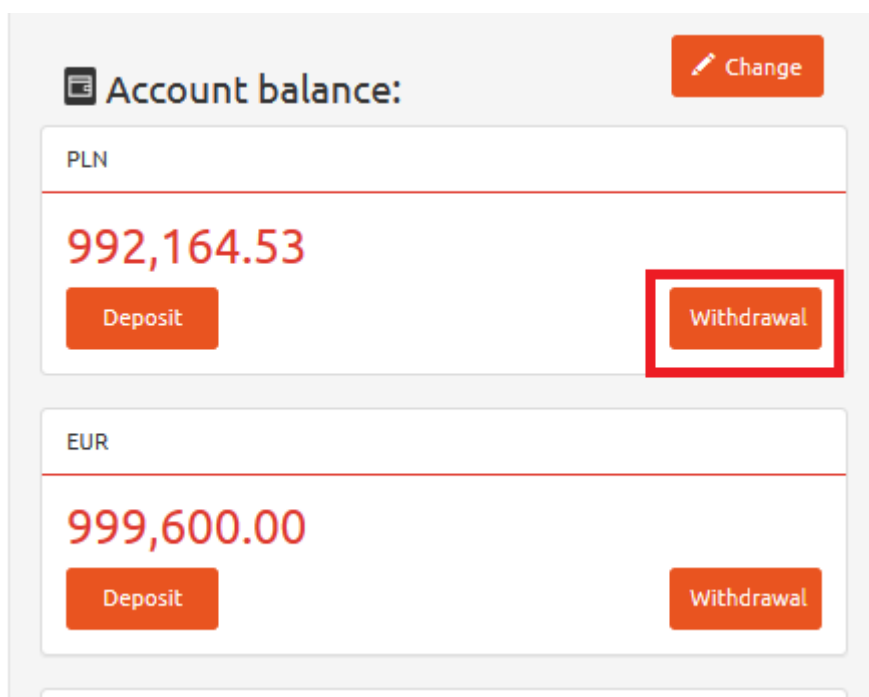 Account balance:
Change
PLN
992,164.53
Deposit
Withdrawal
EUR
999,600.00
Deposit
Withdrawal